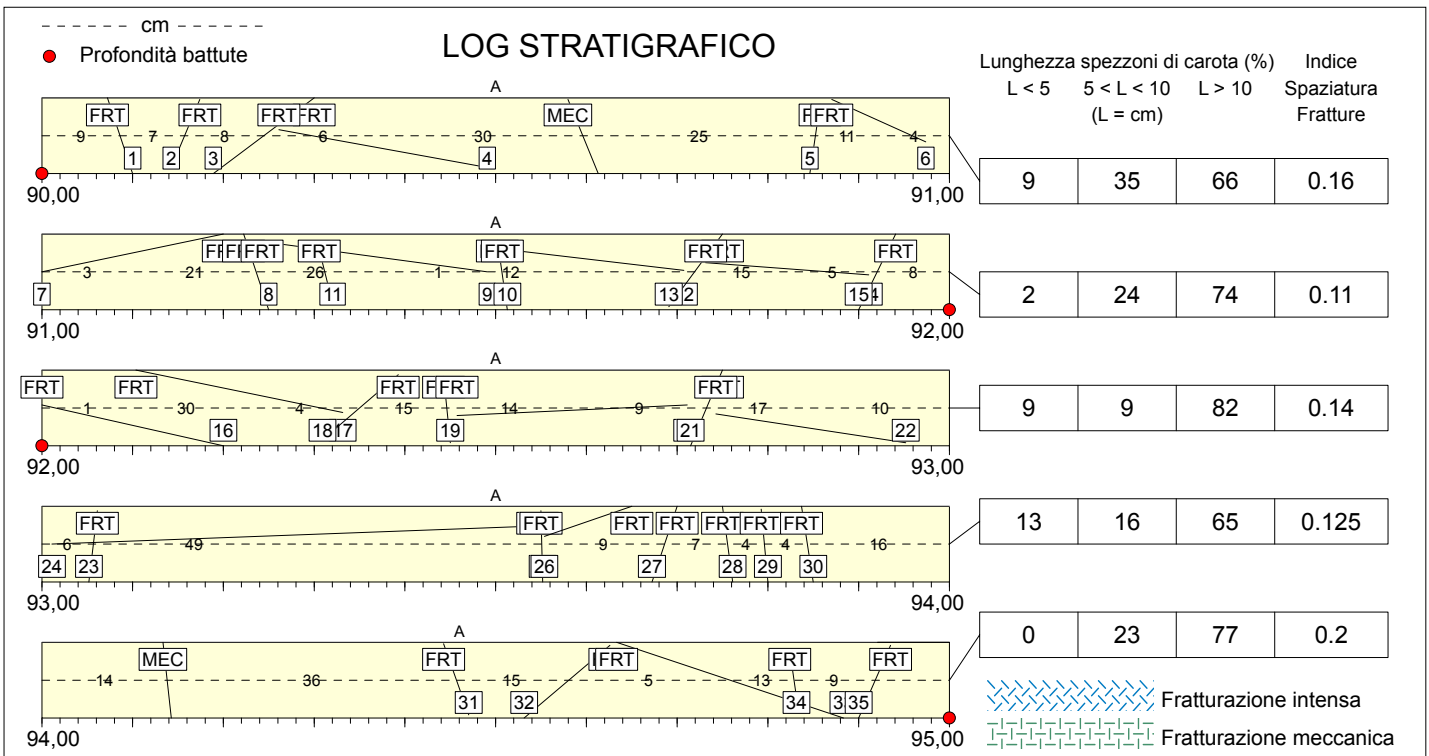 cm
Profondità battute
LOG STRATIGRAFICO
Lunghezza spezzoni di carota (%) Indice
L < 5 5 < L < 10 L > 10 Spaziatura
(L = cm) Fratture
A
FRT FRT FRT FRT MEC FRT
9 7 8 6 30 25 11 4
1 2 3 4 5 6
90,00 91,00
9 35 66 0.16
A
FRT FRT FRT FRT FRT
3 21 26 1 12 15 5 8
7 8 11 9 10 13 15
91,00 92,00
2 24 74 0.11
A
FRT FRT FRT FRT FRT
1 30 4 15 14 9 17 10
16 18 17 19 21 22
92,00 93,00
9 9 82 0.14
A
FRT FRT FRT FRT FRT FRT FRT
6 49 9 7 4 4 16
24 23 26 27 28 29 30
93,00 94,00
13 16 65 0.125
A
MEC FRT FRT FRT FRT
14 36 15 5 13 9
31 32 34 35
94,00 95,00
0 23 77 0.2
Fratturazione intensa
Fratturazione meccanica